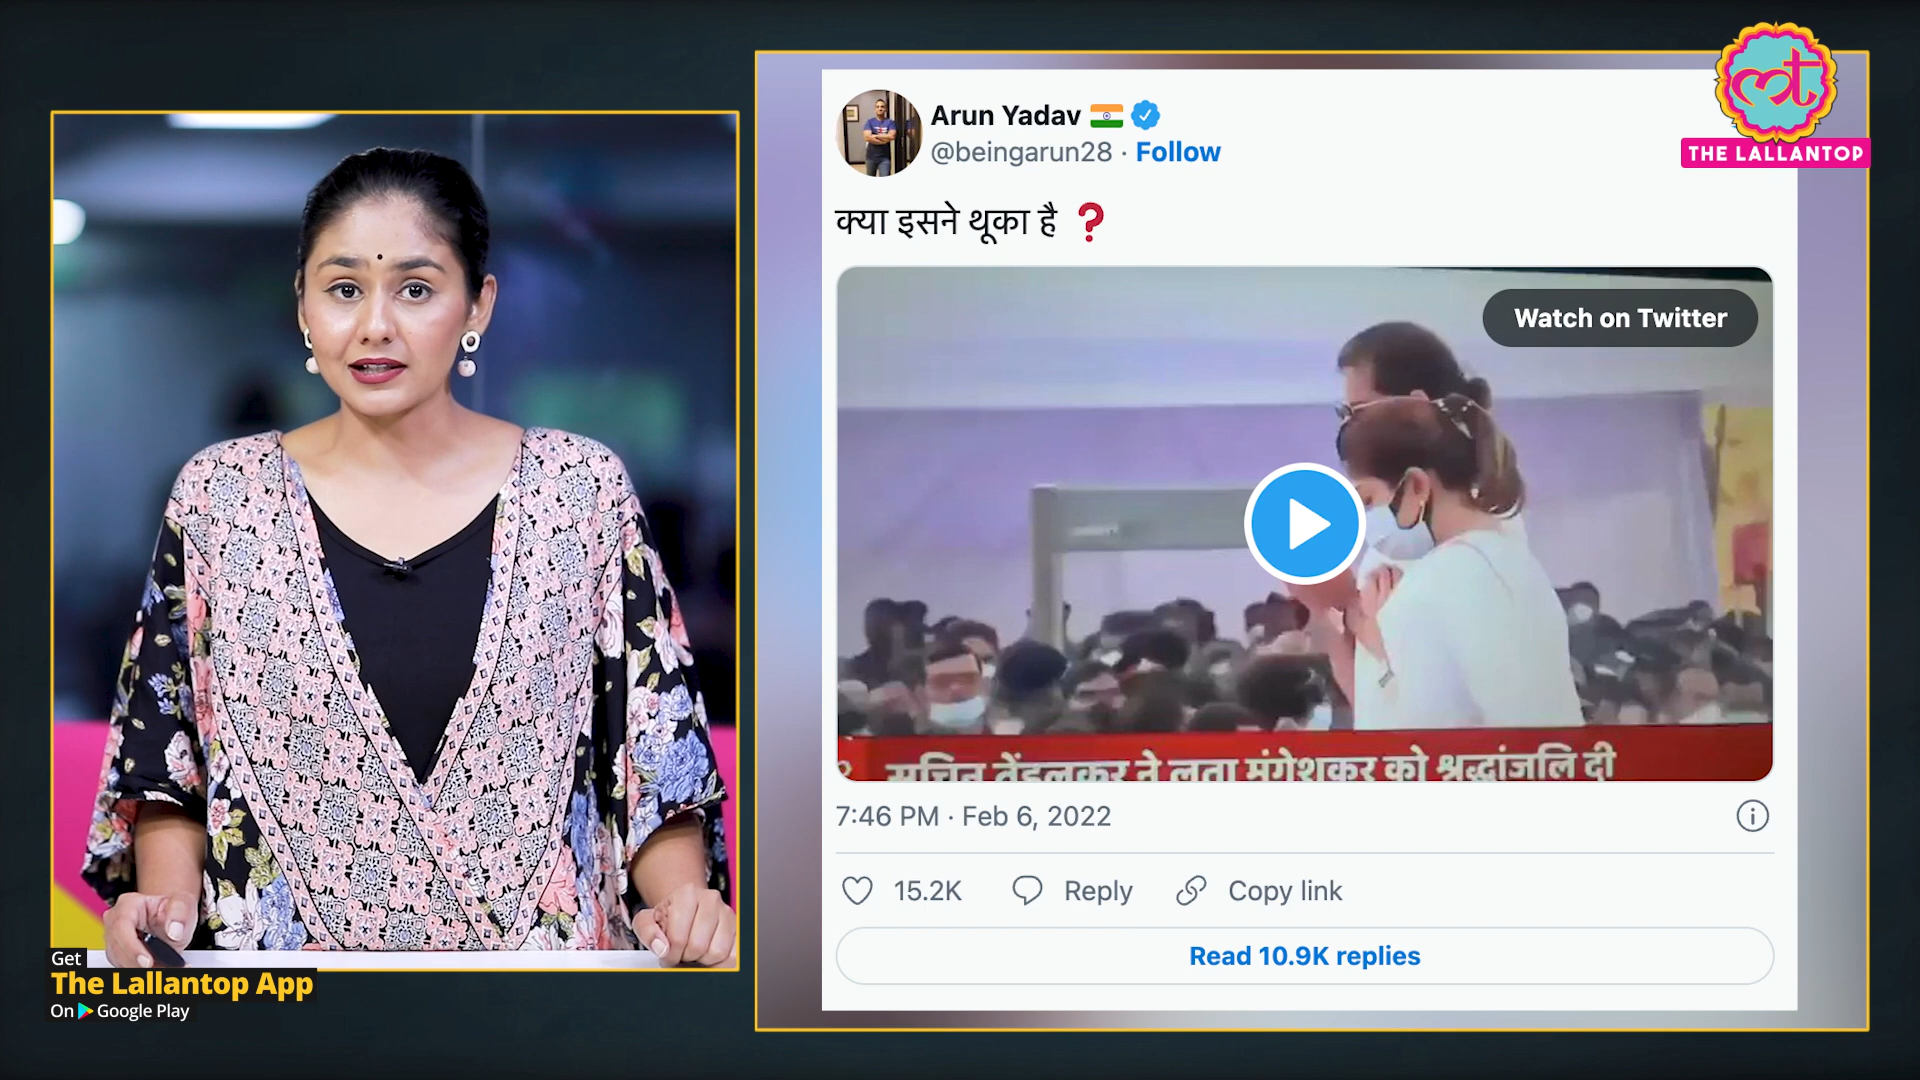 THE LALLANTOP
Arun Yadav
@beingarun28 · Follow
क्या इसने थूका है ❓
Watch on Twitter
सचिन तेंदुलकर ने लता मंगेशकर को श्रद्धांजलि दी
7:46 PM · Feb 6, 2022
15.2K Reply Copy link
Read 10.9K replies
Get
The Lallantop App
On Google Play